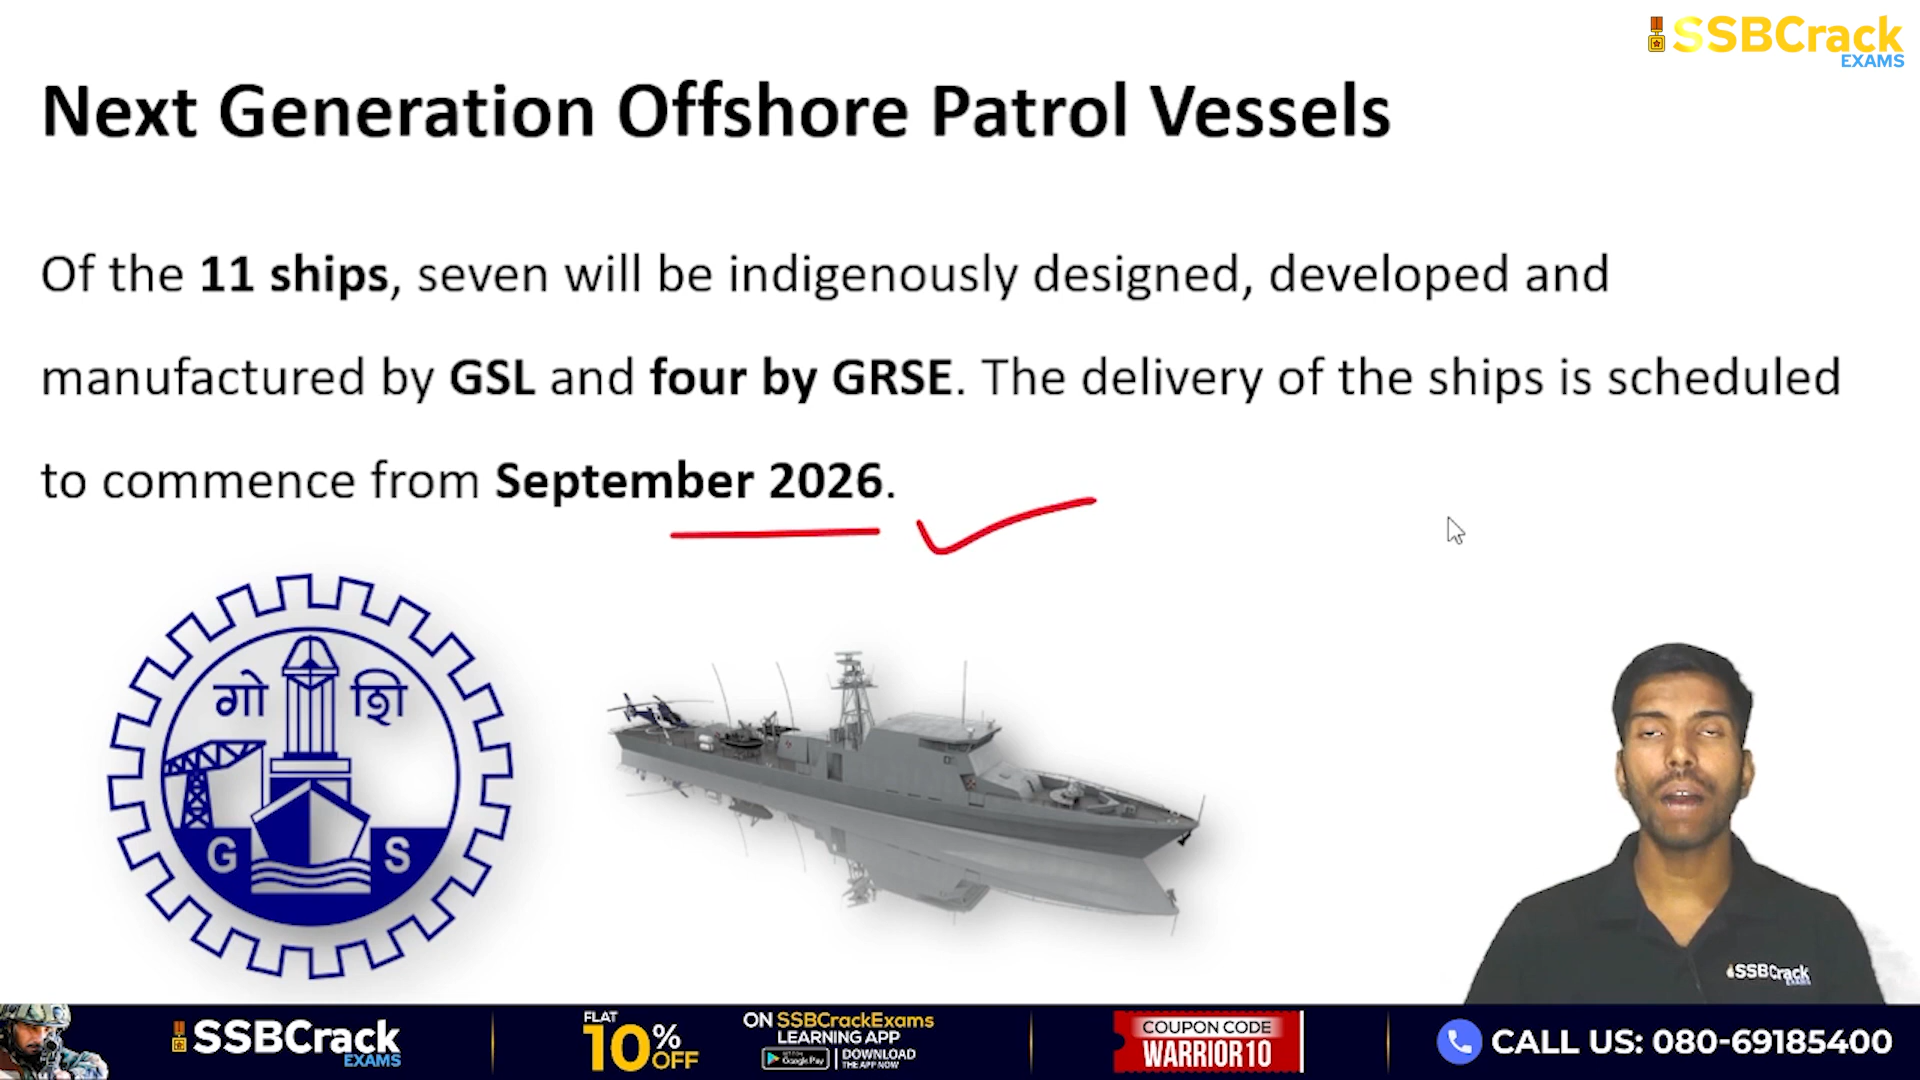 SSBCrack
EXAMS
Next Generation Offshore Patrol Vessels
Of the 11 ships, seven will be indigenously designed, developed and
manufactured by GSL and four by GRSE. The delivery of the ships is scheduled
to commence from September 2026.
गो शि
G S
SSBCrack
EXAMS
SSBCrack
EXAMS
FLAT
10% OFF
ON SSBCrackExams
LEARNING APP
Google Play
DOWNLOAD
THE APP NOW
COUPON CODE
WARRIOR10
CALL US: 080-69185400